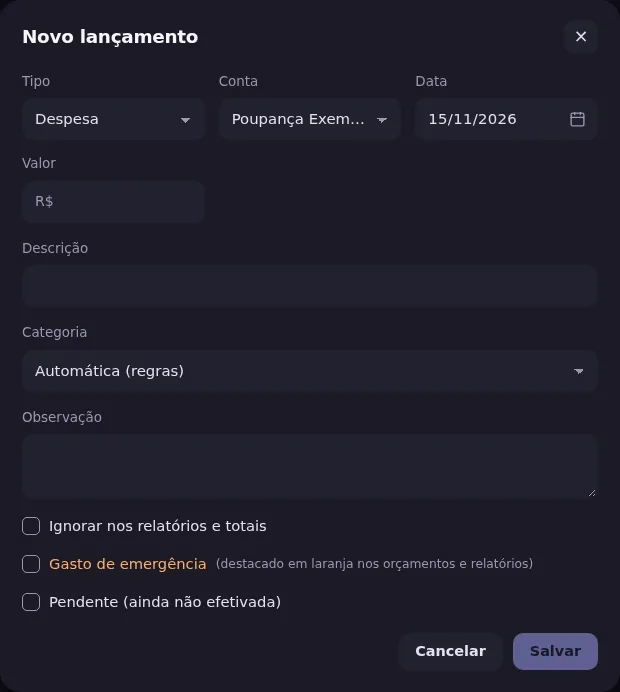 Novo lançamento
Tipo
Conta
Data
Despesa
Poupança Exem...
15/11/2026
Valor
R$
Descrição
Categoria
Automática (regras)
Observação
Ignorar nos relatórios e totais
Gasto de emergência (destacado em laranja nos orçamentos e relatórios)
Pendente (ainda não efetivada)
Cancelar
Salvar